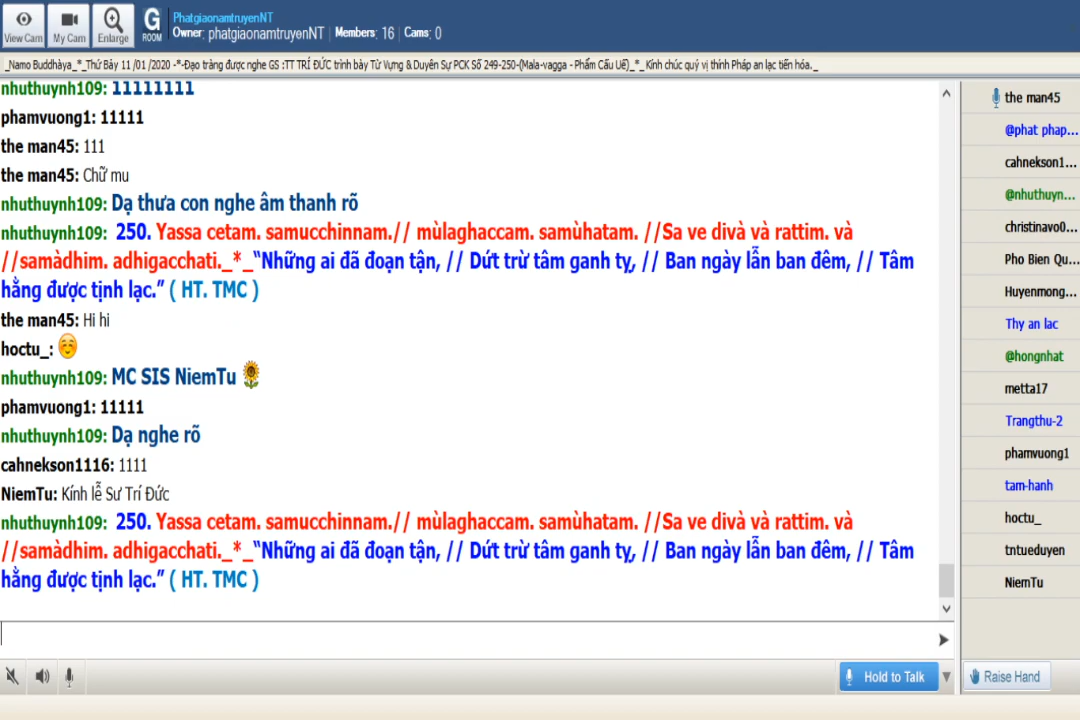 View Cam
My Cam
Enlarge
G
ROOM
PhatgiaonamtruyenNT
Owner: phatgiaonamtruyenNT | Members: 16 | Cams: 0
_Namo Buddhàya_*_Thứ Bảy 11 /01 /2020 -*-Đạo tràng được nghe GS :TT TRÍ ĐỨC trình bày Từ Vựng & Duyên Sự PCK Số 249-250-(Mala-vagga - Phẩm Cấu Uế)_*_ Kính chúc quý vị thính Pháp an lạc tiến hóa._
nhuthuynh109: 11111111
phamvuong1: 11111
the man45: 111
the man45: Chữ mu
nhuthuynh109: Dạ thưa con nghe âm thanh rõ
nhuthuynh109: 250. Yassa cetam. samucchinnam.// mùlaghaccam. samùhatam. //Sa ve divà và rattim. và
//samàdhim. adhigacchati._*_“Những ai đã đoạn tận, // Dứt trừ tâm ganh tỵ, // Ban ngày lẫn ban đêm, // Tâm
hằng được tịnh lạc.” ( HT. TMC )
the man45: Hi hi
hoctu_:
nhuthuynh109: MC SIS NiemTu
phamvuong1: 11111
nhuthuynh109: Dạ nghe rõ
cahnekson1116: 1111
NiemTu: Kính lễ Sư Trí Đức
nhuthuynh109: 250. Yassa cetam. samucchinnam.// mùlaghaccam. samùhatam. //Sa ve divà và rattim. và
//samàdhim. adhigacchati._*_“Những ai đã đoạn tận, // Dứt trừ tâm ganh tỵ, // Ban ngày lẫn ban đêm, // Tâm
hằng được tịnh lạc.” ( HT. TMC )
the man45
@phat phap...
cahnekson1...
@nhuthuyn...
christinavo0...
Pho Bien Qu...
Huyenmong...
Thy an lac
@hongnhat
metta17
Trangthu-2
phamvuong1
tam-hanh
hoctu_
tntueduyen
NiemTu
Hold to Talk
Raise Hand